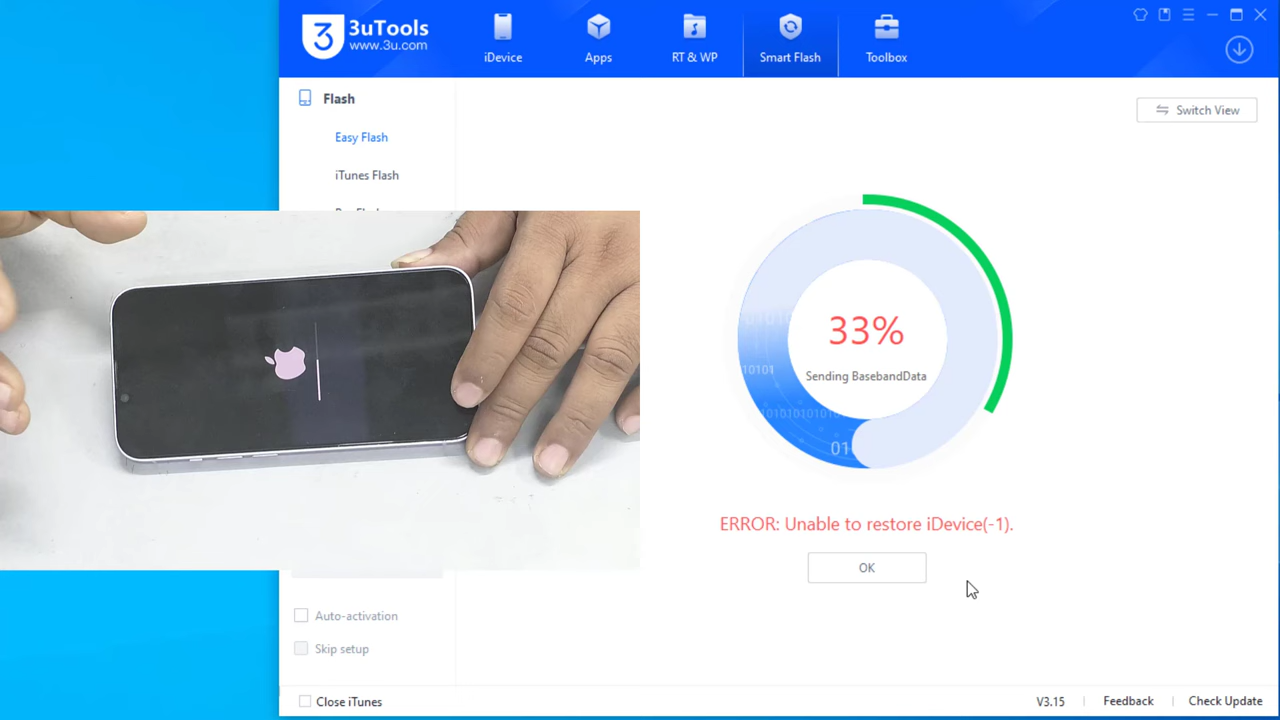 3uTools
www.3u.com
iDevice
Apps
RT & WP
Smart Flash
Toolbox
Flash
Switch View
Easy Flash
iTunes Flash
33%
Sending BasebandData
ERROR: Unable to restore iDevice(-1).
OK
Auto-activation
Skip setup
Close iTunes
V3.15
Feedback
Check Update